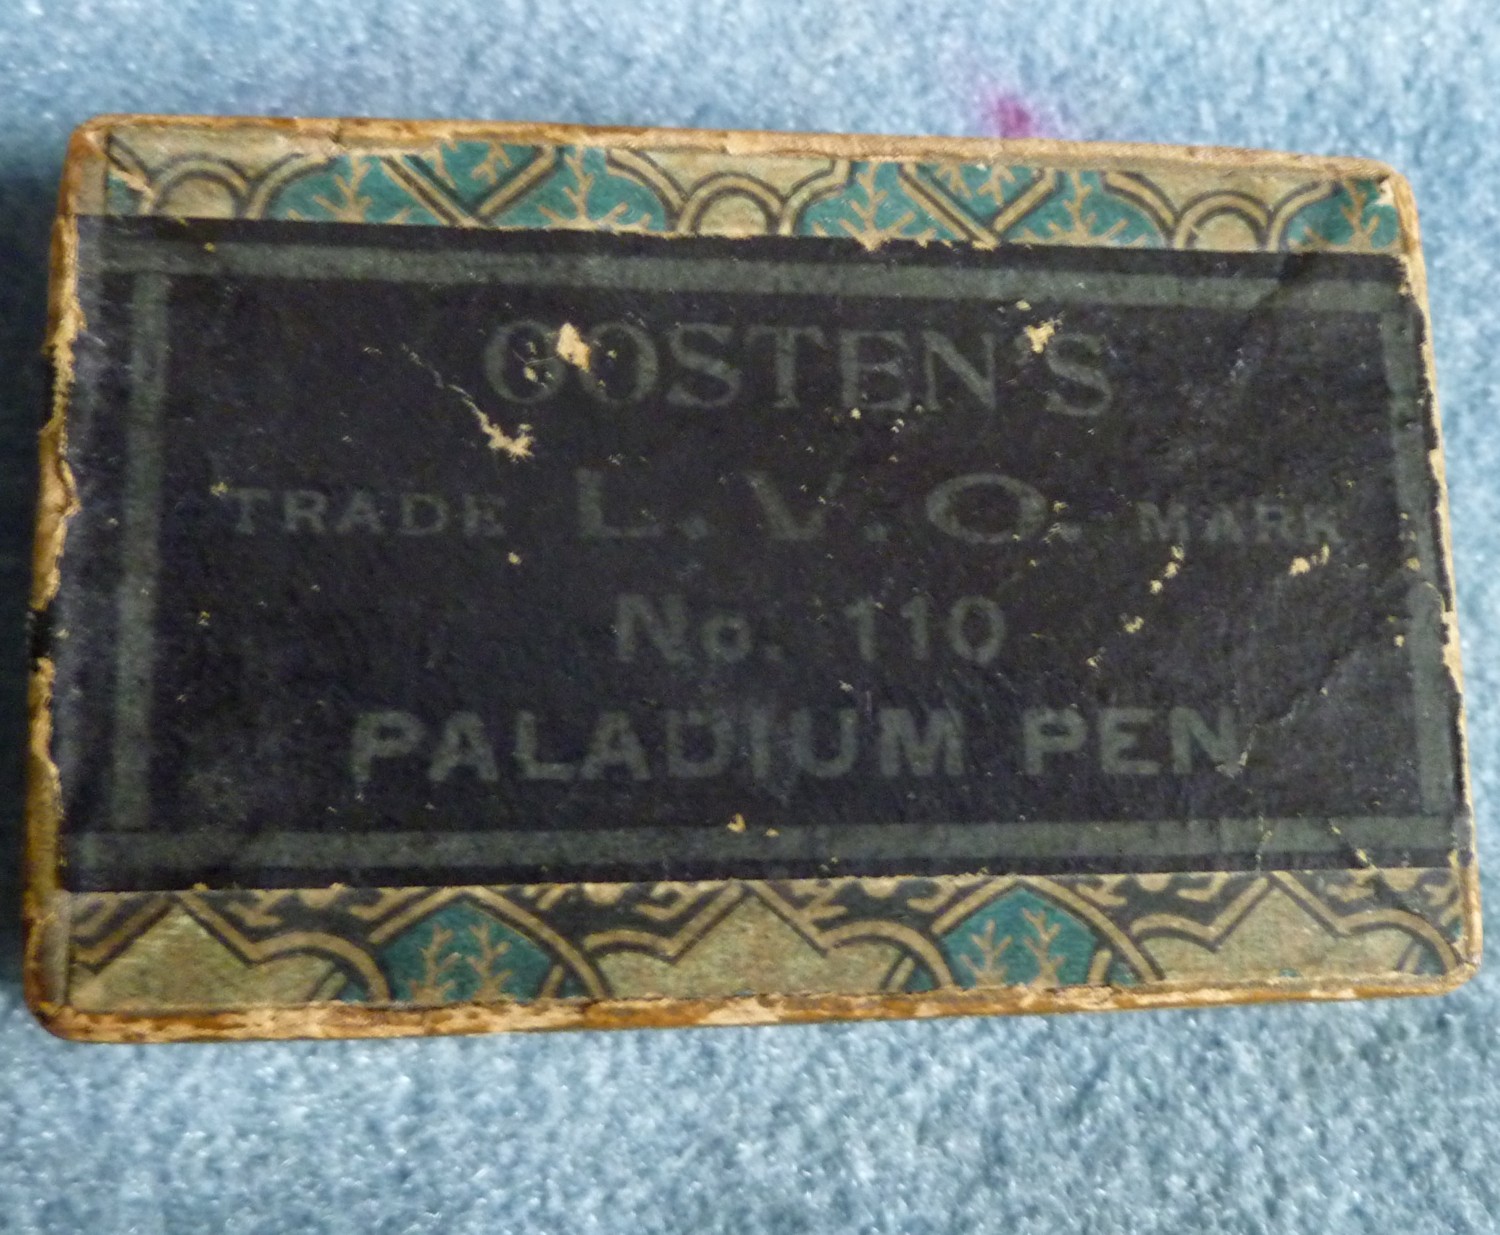 OOSTEN'S
TRADE L.V.O. MARK
No. 110
PALADIUM PEN